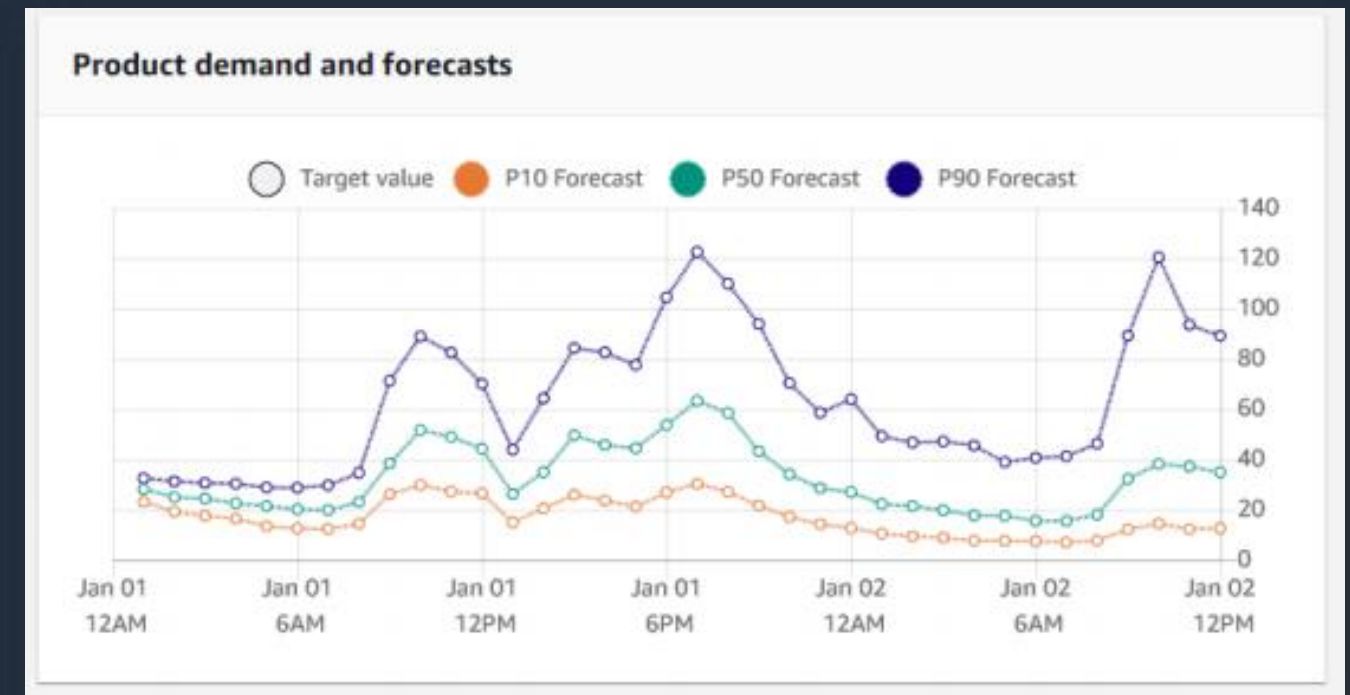 Product demand and forecasts
Target value P10 Forecast P50 Forecast P90 Forecast
140
120
100
80
60
40
20
0
Jan 01 Jan 01 Jan 01 Jan 01 Jan 02 Jan 02 Jan 02
12AM 6AM 12PM 6PM 12AM 6AM 12PM